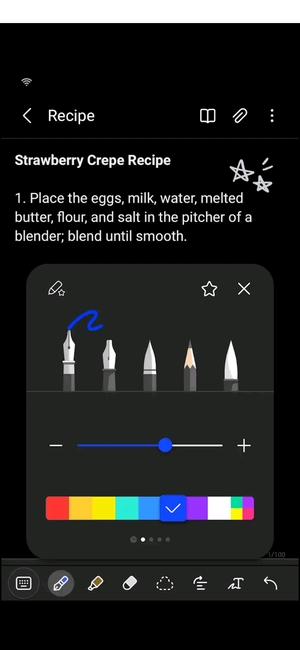 Recipe
Strawberry Crepe Recipe
1. Place the eggs, milk, water, melted
butter, flour, and salt in the pitcher of a
blender; blend until smooth.
1/100
T